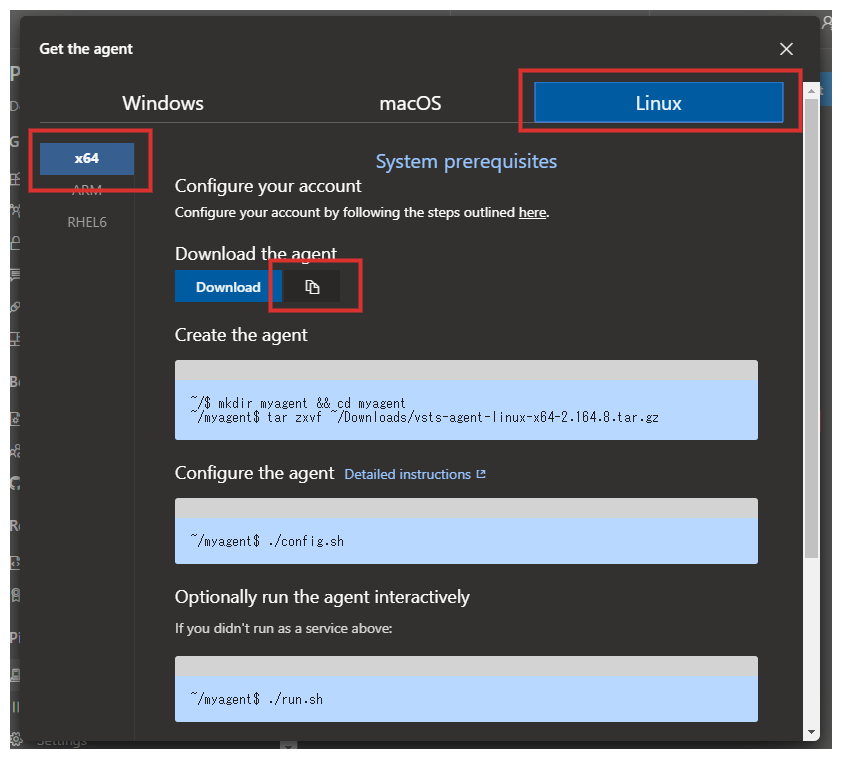 Get the agent
Windows
macOS
Linux
x64
ARM
RHEL6
System prerequisites
Configure your account
Configure your account by following the steps outlined here.
Download the agent
Download
Create the agent
~/$ mkdir myagent && cd myagent
~/myagent$ tar zxvf ~/Downloads/vsts-agent-linux-x64-2.164.8.tar.gz
Configure the agent Detailed instructions
~/myagent$ ./config.sh
Optionally run the agent interactively
If you didn't run as a service above:
~/myagent$ ./run.sh
Settings